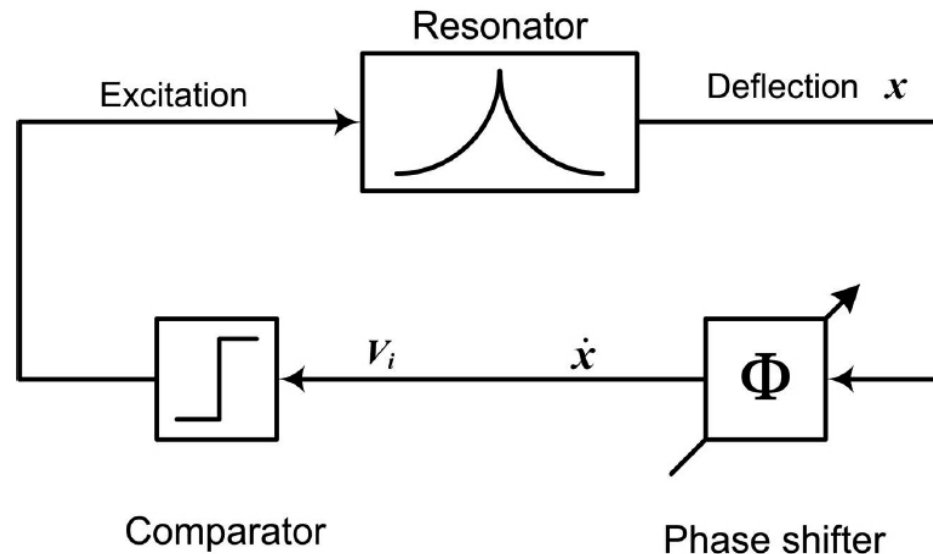 Resonator
Excitation
Deflection x
Vᵢ
ẋ
Φ
Comparator
Phase shifter